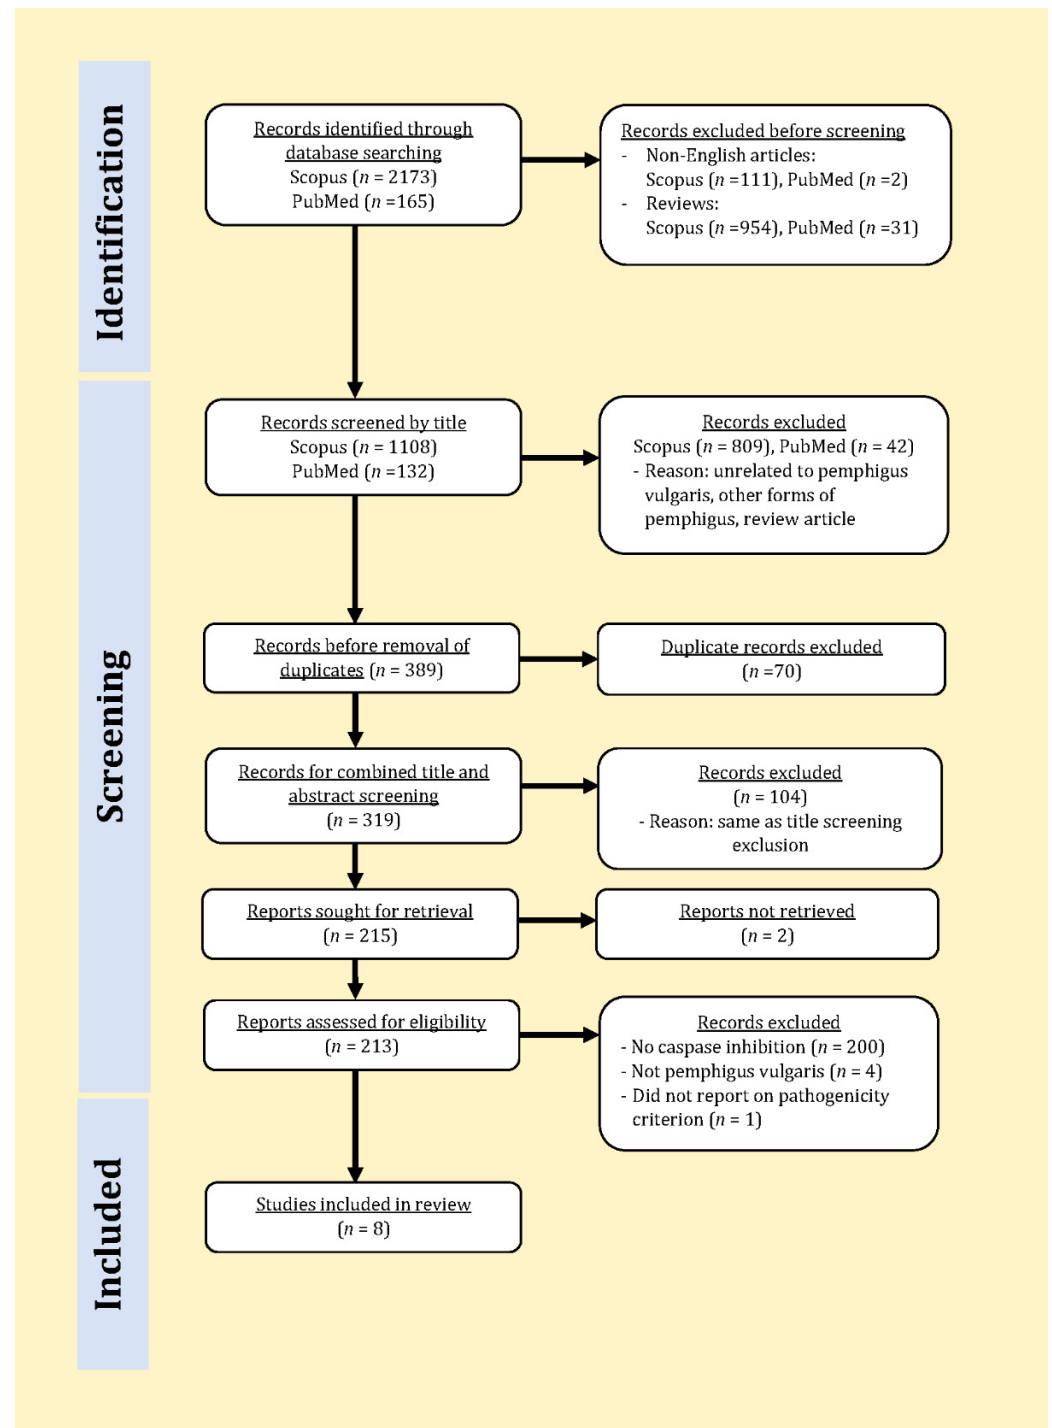 Identification
Records identified through
database searching
Scopus (n = 2173)
PubMed (n =165)
Records excluded before screening
- Non-English articles:
Scopus (n =111), PubMed (n =2)
- Reviews:
Scopus (n =954), PubMed (n =31)
Screening
Records screened by title
Scopus (n = 1108)
PubMed (n =132)
Records excluded
Scopus (n = 809), PubMed (n = 42)
- Reason: unrelated to pemphigus
vulgaris, other forms of
pemphigus, review article
Records before removal of
duplicates (n = 389)
Duplicate records excluded
(n =70)
Records for combined title and
abstract screening
(n = 319)
Records excluded
(n = 104)
- Reason: same as title screening
exclusion
Reports sought for retrieval
(n = 215)
Reports not retrieved
(n = 2)
Reports assessed for eligibility
(n = 213)
Records excluded
- No caspase inhibition (n = 200)
- Not pemphigus vulgaris (n = 4)
- Did not report on pathogenicity
criterion (n = 1)
Included
Studies included in review
(n = 8)